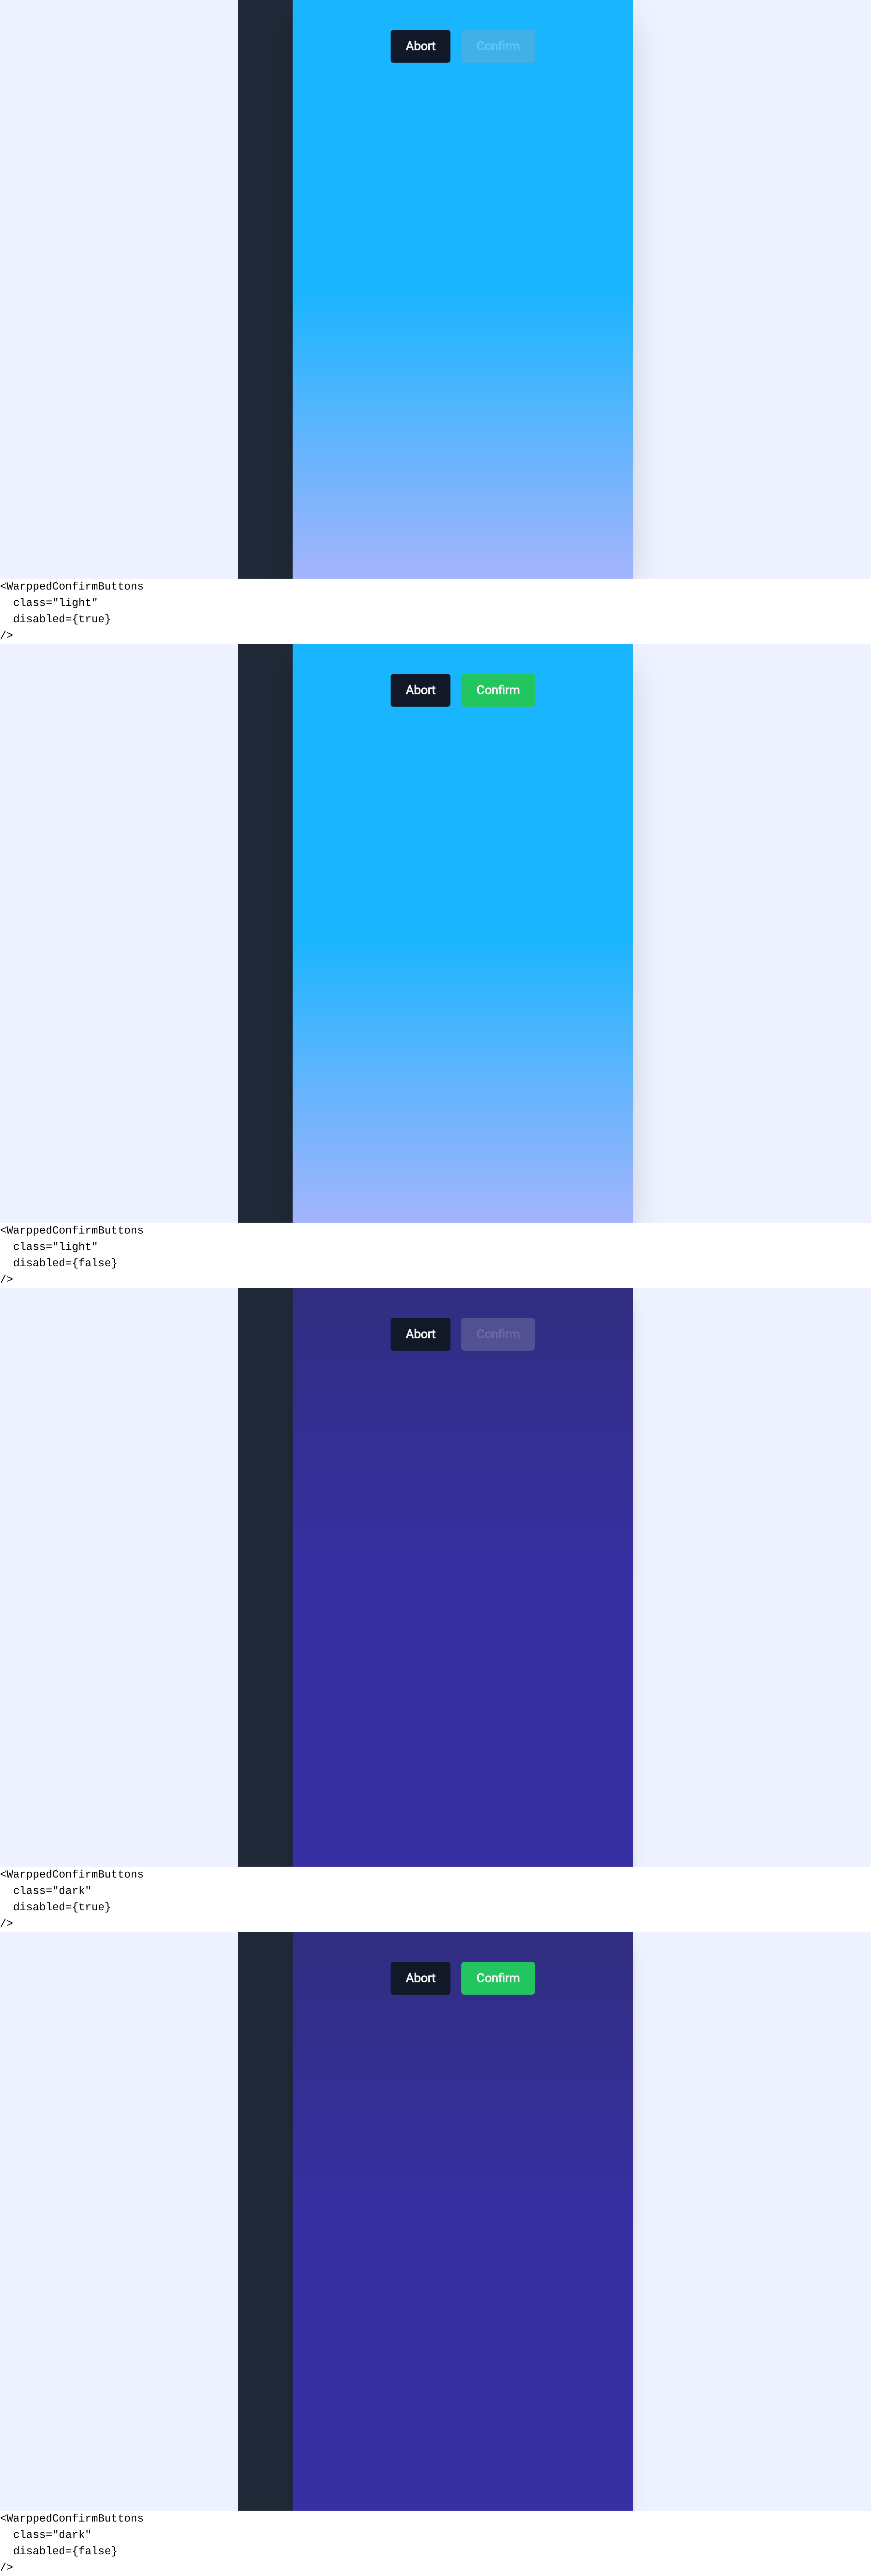 Abort Confirm
<WarppedConfirmButtons
  class="light"
  disabled={true}
/>
Abort Confirm
<WarppedConfirmButtons
  class="light"
  disabled={false}
/>
Abort Confirm
<WarppedConfirmButtons
  class="dark"
  disabled={true}
/>
Abort Confirm
<WarppedConfirmButtons
  class="dark"
  disabled={false}
/>